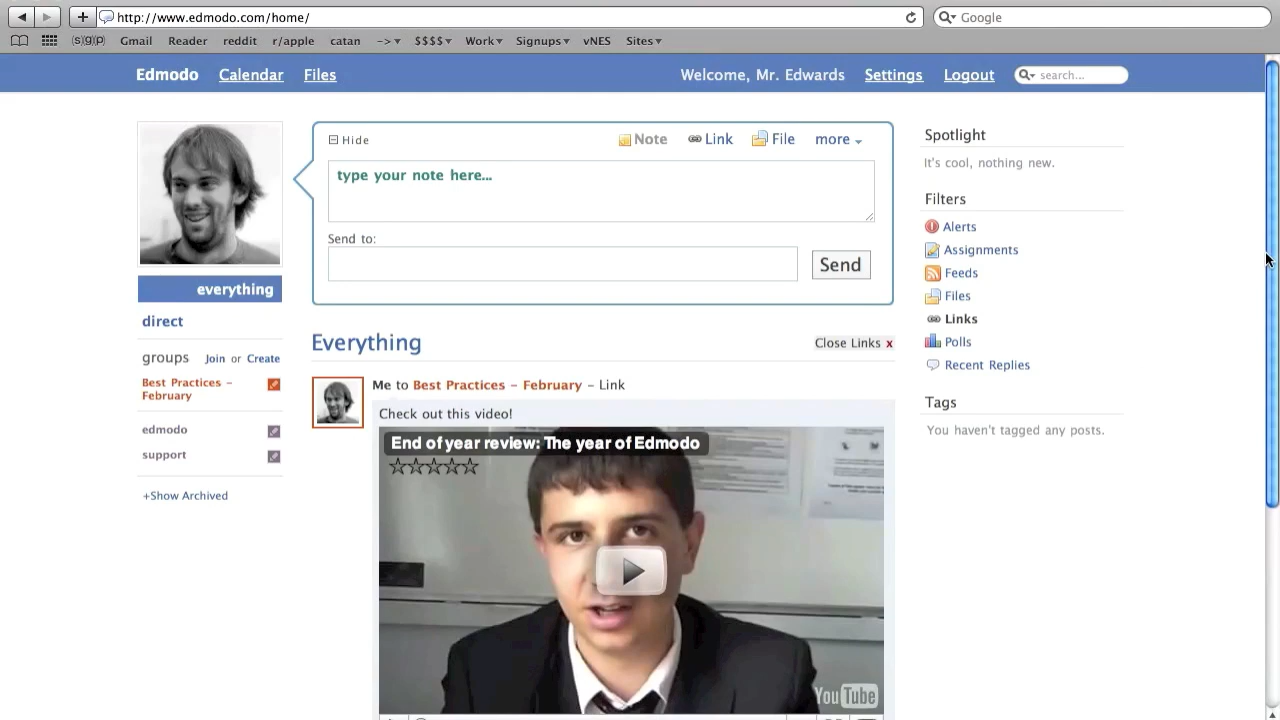 http://www.edmodo.com/home/
Google
(s(g(p) Gmail Reader reddit r/apple catan -> $$$$ Work Signups vNES Sites
Edmodo Calendar Files Welcome, Mr. Edwards Settings Logout search...
Hide Note Link File more
type your note here...
Send to:
Send
everything
direct
groups Join or Create
Best Practices –
February
edmodo
support
+Show Archived
Everything Close Links x
Me to Best Practices – February – Link
Check out this video!
End of year review: The year of Edmodo
YouTube
Spotlight
It's cool, nothing new.
Filters
Alerts
Assignments
Feeds
Files
Links
Polls
Recent Replies
Tags
You haven't tagged any posts.